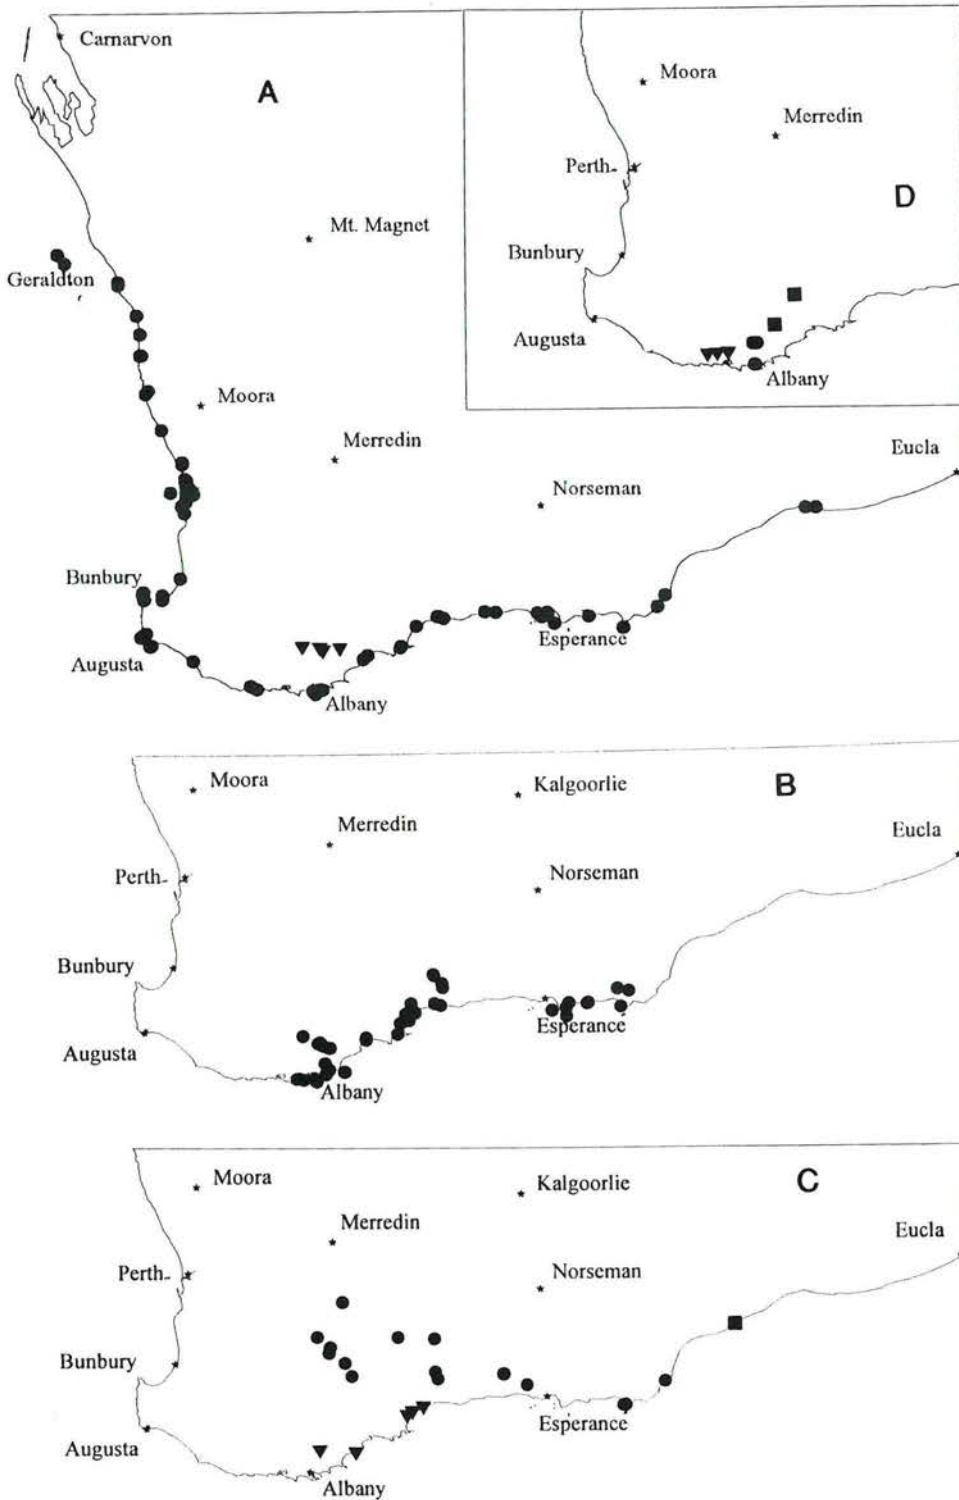 Carnarvon
A
Mt. Magnet
Geraldton
Moora
Merredin
Norseman
Eucla
Bunbury
Augusta
Albany
Esperance
Moora
Merredin
Perth
D
Bunbury
Augusta
Albany
Moora
Kalgoorlie
B
Merredin
Eucla
Perth
Norseman
Bunbury
Esperance
Augusta
Albany
Moora
Kalgoorlie
C
Merredin
Eucla
Perth
Norseman
Bunbury
Esperance
Augusta
Albany